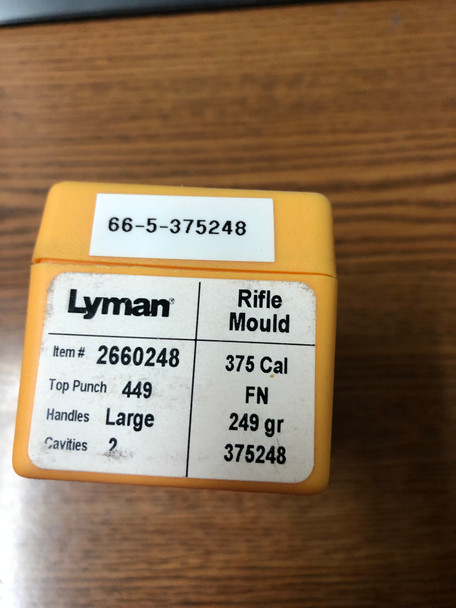 66-5-375248
Lyman®
Item # 2660248
Top Punch 449
Handles Large
Cavities 2
Rifle
Mould
375 Cal
FN
249 gr
375248